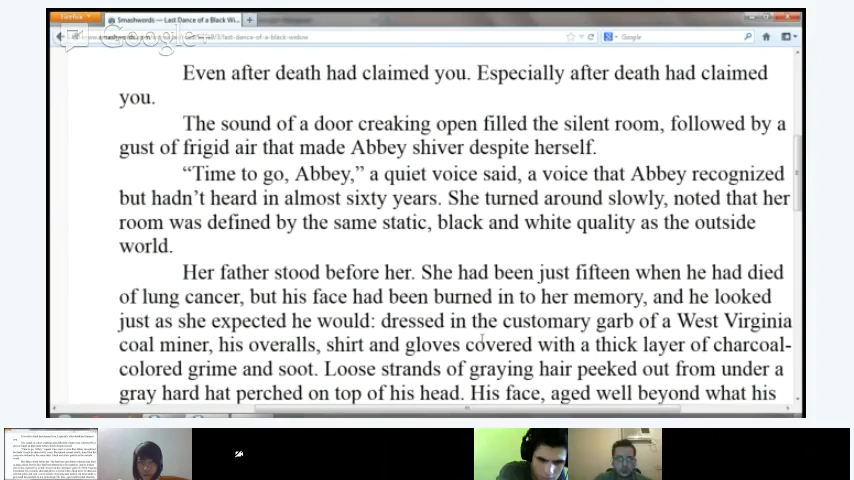 Firefox
Smashwords — Last Dance of a Black Wi...
Google+
last-dance-of-a-black-widow
Google
Even after death had claimed you. Especially after death had claimed
you.
The sound of a door creaking open filled the silent room, followed by a
gust of frigid air that made Abbey shiver despite herself.
“Time to go, Abbey,” a quiet voice said, a voice that Abbey recognized
but hadn’t heard in almost sixty years. She turned around slowly, noted that her
room was defined by the same static, black and white quality as the outside
world.
Her father stood before her. She had been just fifteen when he had died
of lung cancer, but his face had been burned in to her memory, and he looked
just as she expected he would: dressed in the customary garb of a West Virginia
coal miner, his overalls, shirt and gloves covered with a thick layer of charcoal-
colored grime and soot. Loose strands of graying hair peeked out from under a
gray hard hat perched on top of his head. His face, aged well beyond what his